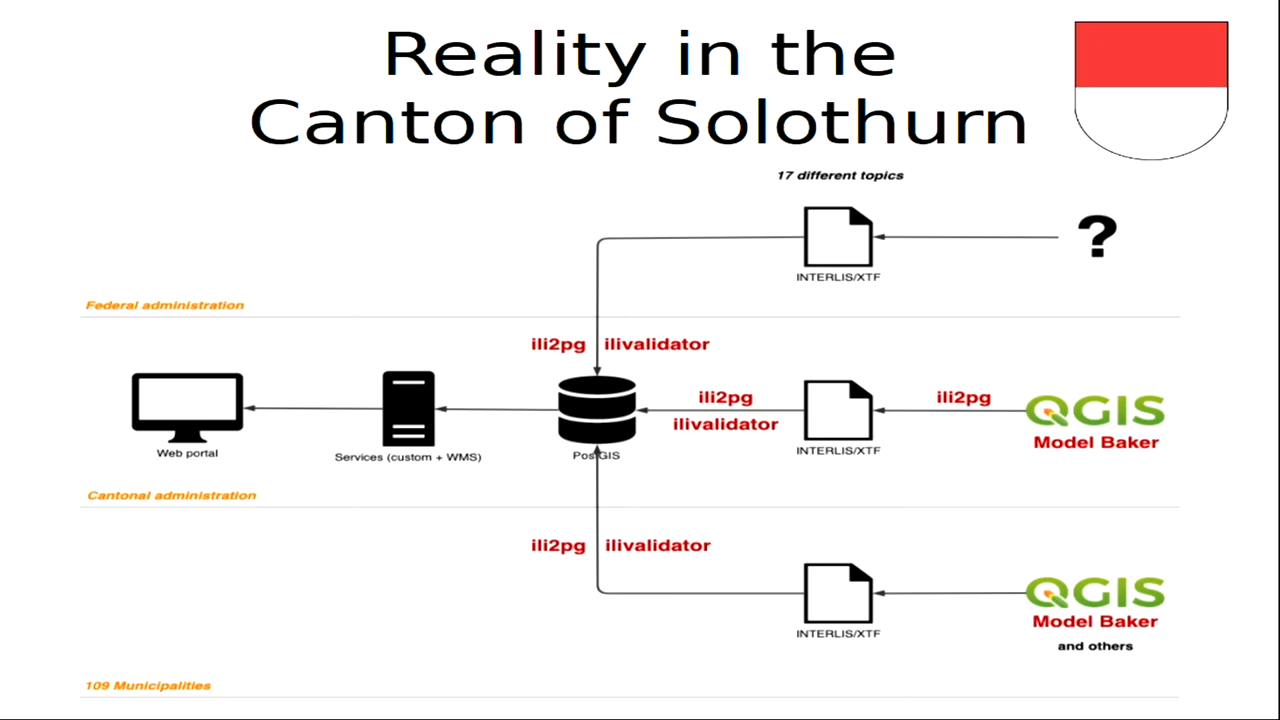 Reality in the
Canton of Solothurn
17 different topics
?
INTERLIS/XTF
Federal administration
ili2pg ilivalidator
ili2pg
ili2pg
QGIS
ilivalidator
Model Baker
Web portal
Services (custom + WMS)
PostGIS
INTERLIS/XTF
Cantonal administration
ili2pg ilivalidator
QGIS
Model Baker
INTERLIS/XTF
and others
109 Municipalities